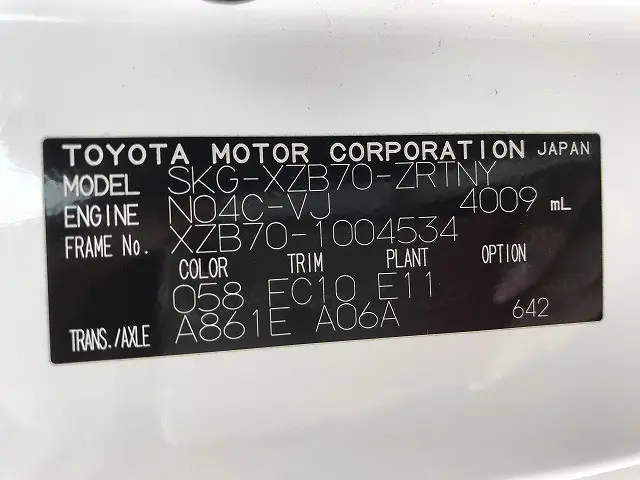 TOYOTA MOTOR CORPORATION JAPAN
MODEL SKG-XZB70-ZRTNY
ENGINE N04C-VJ 4009 mL
FRAME No. XZB70-1004534
COLOR TRIM PLANT OPTION
058 FC10 E11
TRANS./AXLE A861E A06A 642